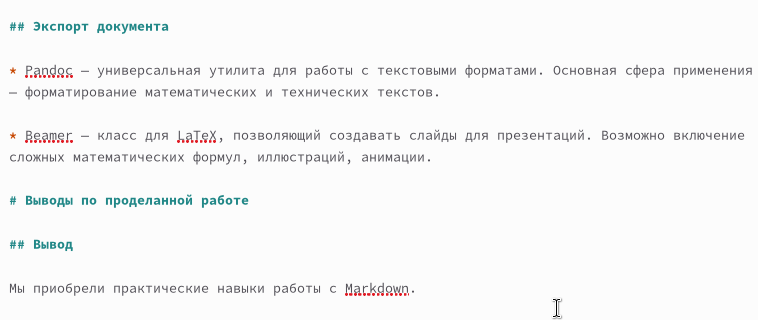 ## Экспорт документа
* Pandoc — универсальная утилита для работы с текстовыми форматами. Основная сфера применения
— форматирование математических и технических текстов.
* Beamer — класс для LaTeX, позволяющий создавать слайды для презентаций. Возможно включение
сложных математических формул, иллюстраций, анимации.
# Выводы по проделанной работе
## Вывод
Мы приобрели практические навыки работы с Markdown.